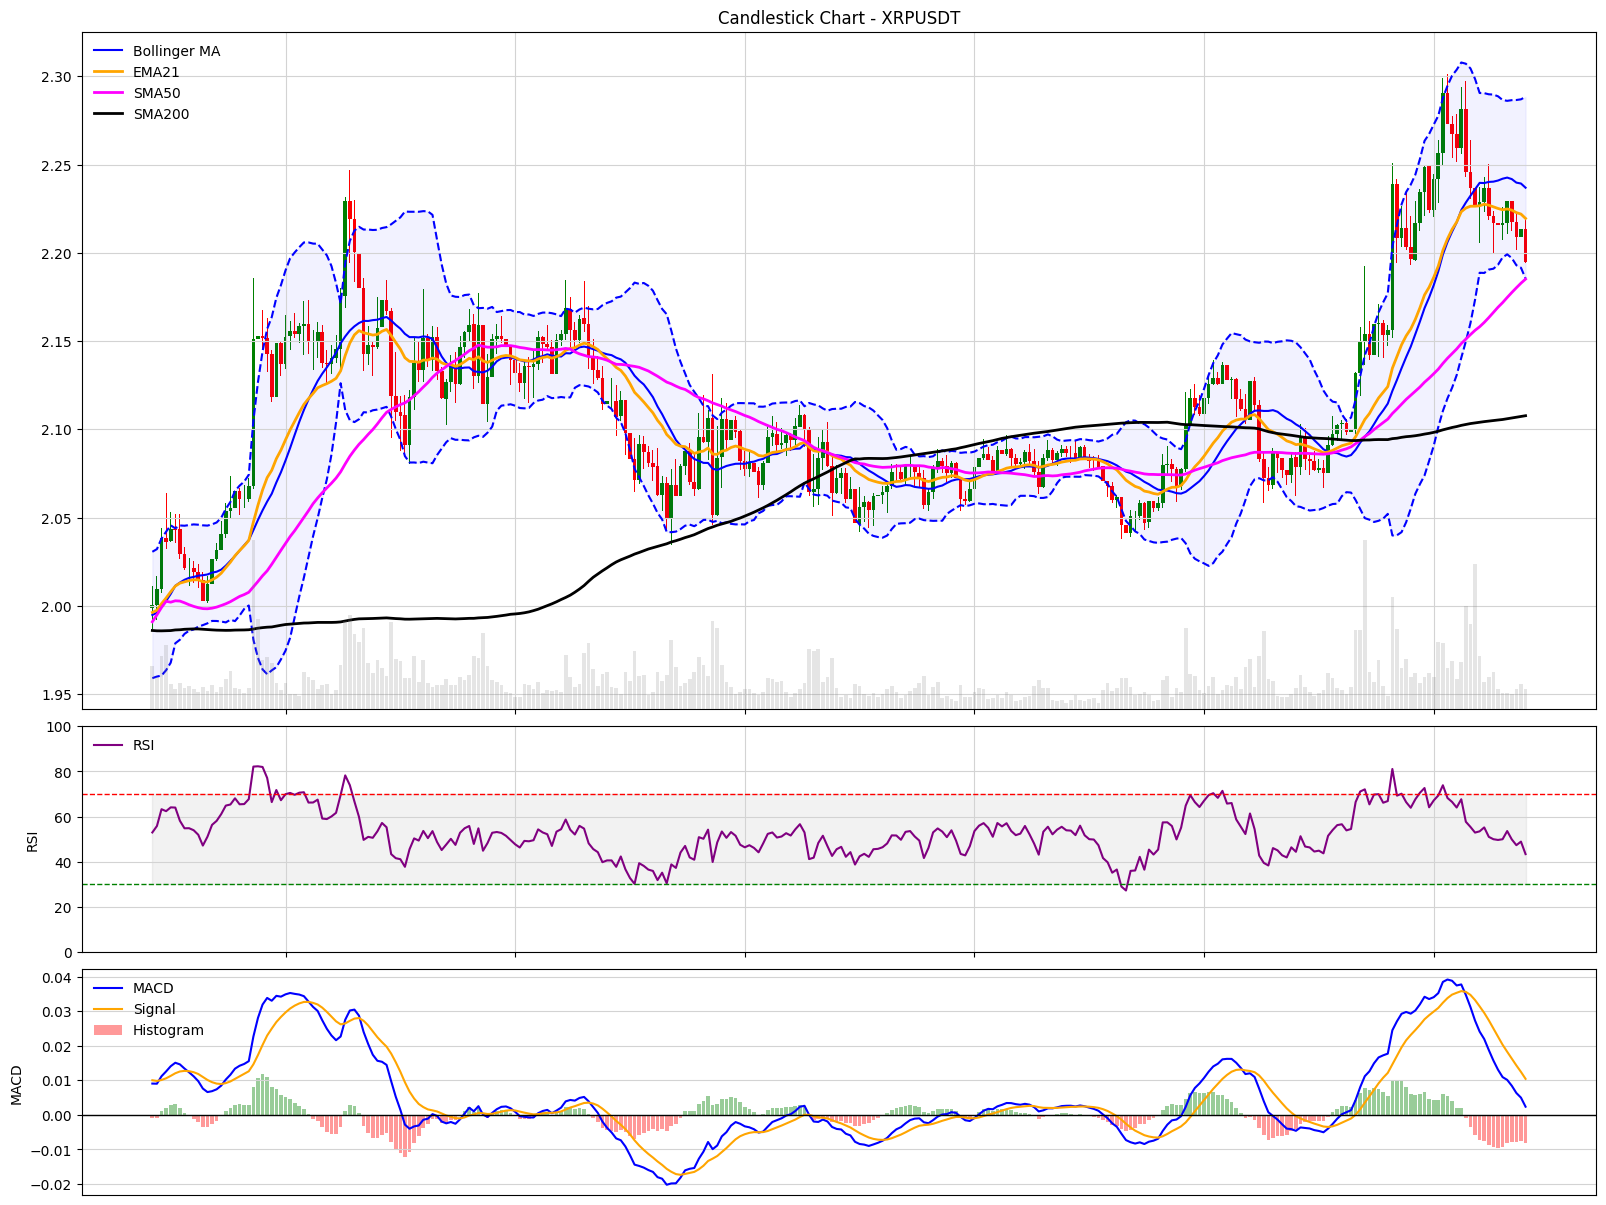 Candlestick Chart - XRPUSDT
Bollinger MA
EMA21
SMA50
SMA200
2.30
2.25
2.20
2.15
2.10
2.05
2.00
1.95
RSI
RSI
100
80
60
40
20
0
MACD
Signal
Histogram
MACD
0.04
0.03
0.02
0.01
0.00
−0.01
−0.02